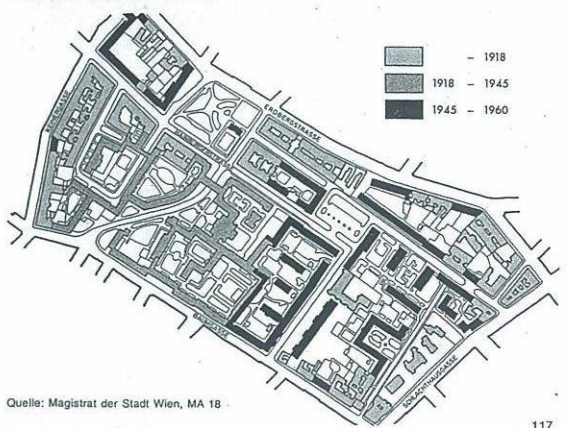 – 1918
1918 – 1945
1945 – 1960
ERDBERGSTRASSE
SCHLACHTHAUSGASSE
Quelle: Magistrat der Stadt Wien, MA 18
117